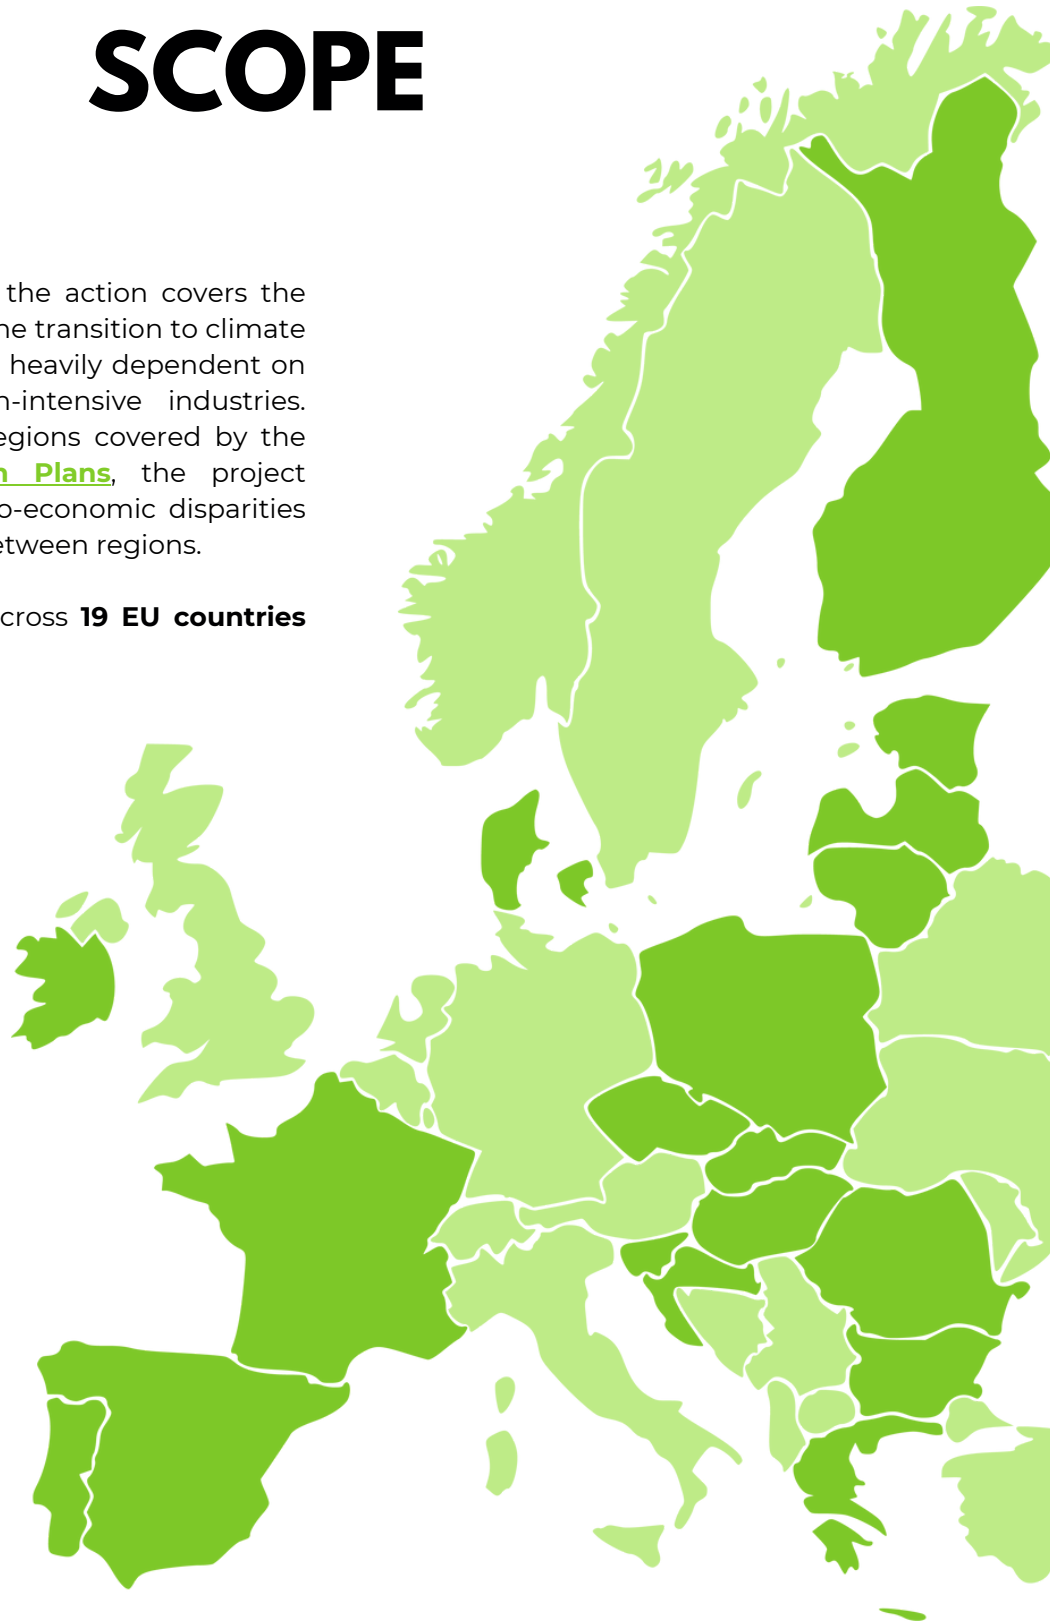 SCOPE
the action covers the
he transition to climate
heavily dependent on
n-intensive industries.
egions covered by the
n Plans, the project
o-economic disparities
etween regions.
cross 19 EU countries